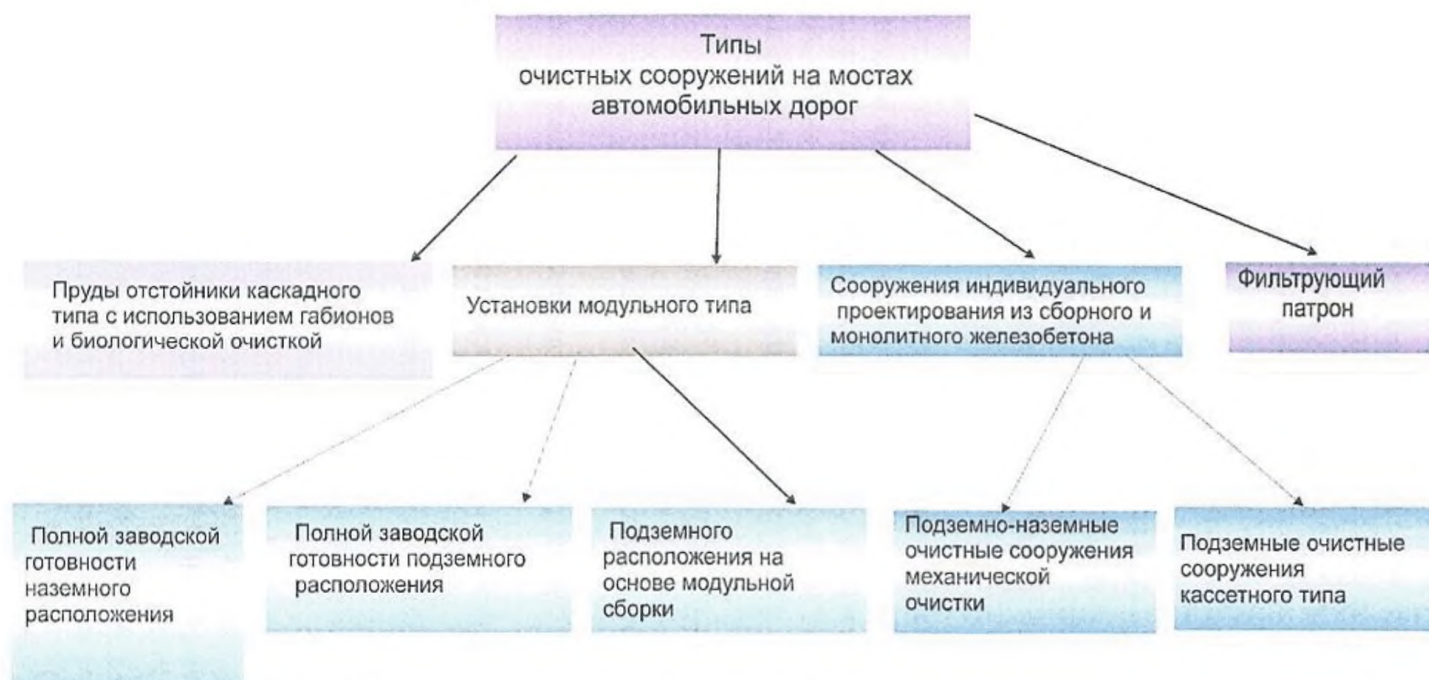 Типы
очистных сооружений на мостах
автомобильных дорог
Пруды отстойники каскадного
типа с использованием габионов
и биологической очисткой
Установки модульного типа
Сооружения индивидуального
проектирования из сборного и
монолитного железобетона
Фильтрующий
патрон
Полной заводской
готовности
наземного
расположения
Полной заводской
готовности подземного
расположения
Подземного
расположения на
основе модульной
сборки
Подземно-наземные
очистные сооружения
механической
очистки
Подземные очистные
сооружения
кассетного типа